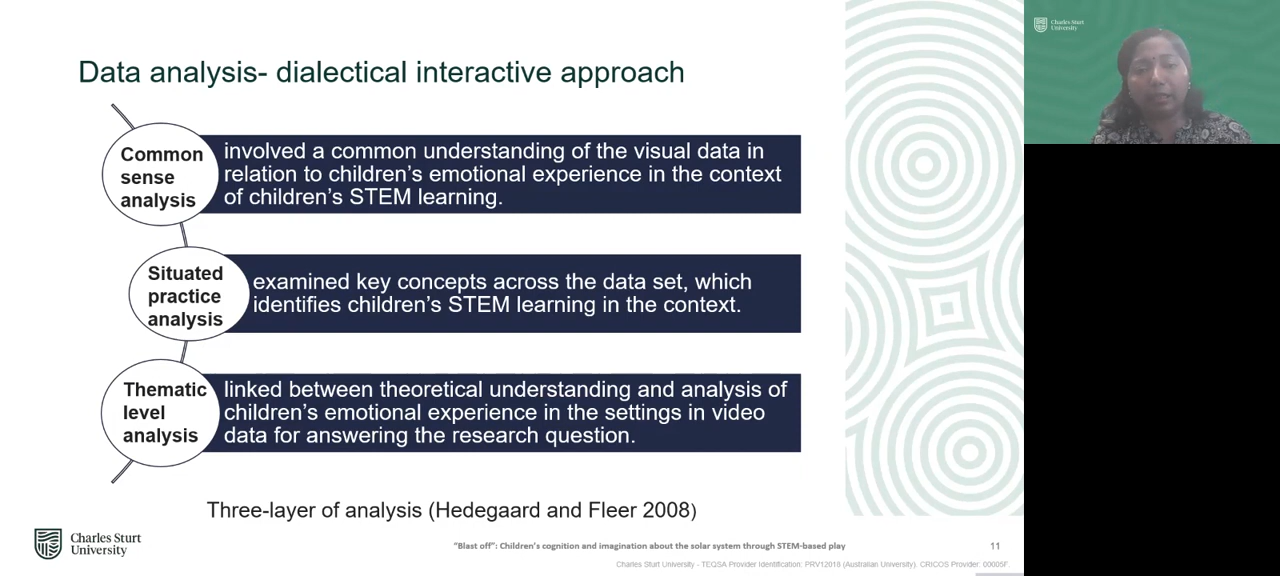 Data analysis- dialectical interactive approach
Common
sense
analysis
involved a common understanding of the visual data in
relation to children's emotional experience in the context
of children's STEM learning.
Situated
practice
analysis
examined key concepts across the data set, which
identifies children's STEM learning in the context.
Thematic
level
analysis
linked between theoretical understanding and analysis of
children's emotional experience in the settings in video
data for answering the research question.
Three-layer of analysis (Hedegaard and Fleer 2008)
Charles Sturt
University
"Blast off": Children's cognition and imagination about the solar system through STEM-based play
11
Charles Sturt University - TEQSA Provider Identification: PRV12018 (Australian University). CRICOS Provider: 00005F.
Charles Sturt
University